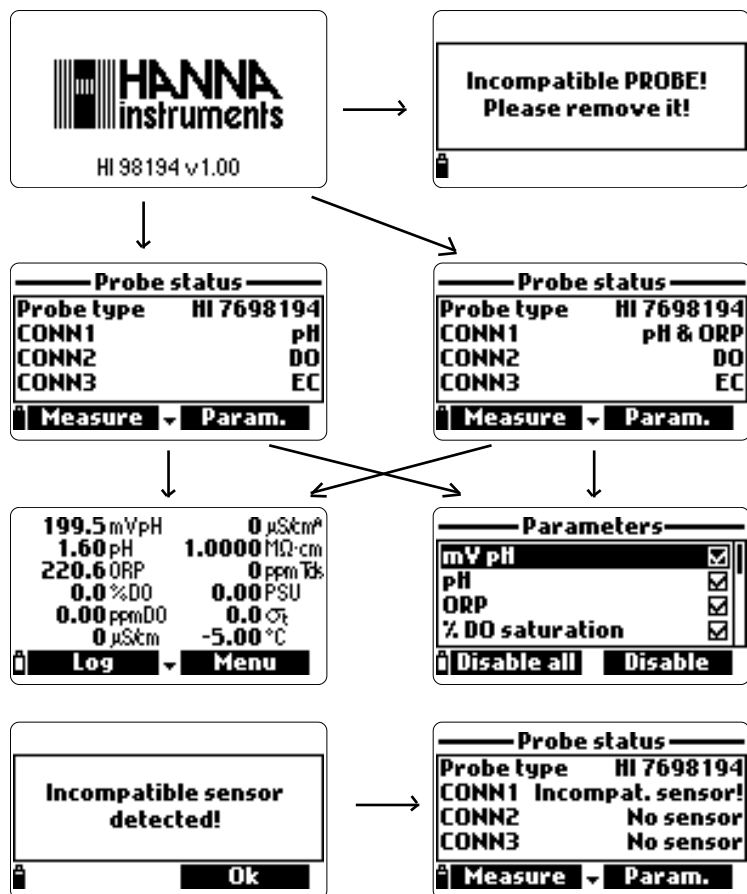 HANNA
instruments
HI 98194 v1.00
Incompatible PROBE!
Please remove it!
Probe status
Probe type HI 7698194
CONN1 pH
CONN2 DO
CONN3 EC
Measure Param.
Probe status
Probe type HI 7698194
CONN1 pH & ORP
CONN2 DO
CONN3 EC
Measure Param.
199.5 mVpH 0 µS/cmᴬ
1.60 pH 1.0000 MΩ·cm
220.6 ORP 0 ppm Tds
0.0 %DO 0.00 PSU
0.00 ppmDO 0.0 σt
0 µS/cm -5.00 °C
Log Menu
Parameters
mV pH
pH
ORP
% DO saturation
Disable all Disable
Incompatible sensor
detected!
Ok
Probe status
Probe type HI 7698194
CONN1 Incompat. sensor!
CONN2 No sensor
CONN3 No sensor
Measure Param.